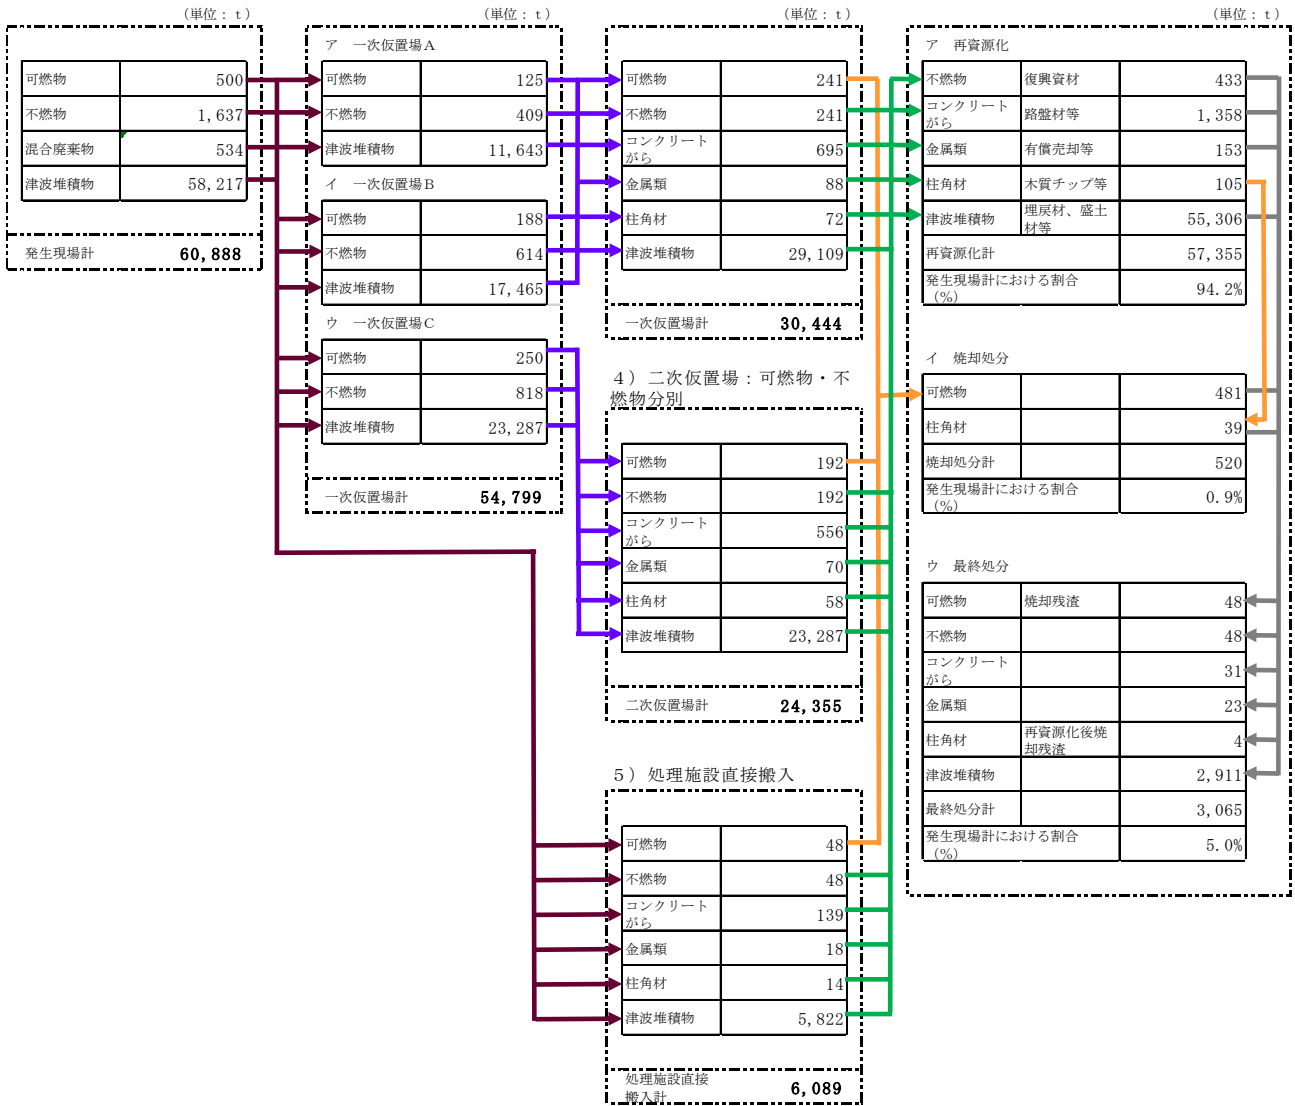 （単位：ｔ）
可燃物 500
不燃物 1,637
混合廃棄物 534
津波堆積物 58,217
発生現場計 60,888
（単位：ｔ）
ア　一次仮置場Ａ
可燃物 125
不燃物 409
津波堆積物 11,643
イ　一次仮置場Ｂ
可燃物 188
不燃物 614
津波堆積物 17,465
ウ　一次仮置場Ｃ
可燃物 250
不燃物 818
津波堆積物 23,287
一次仮置場計 54,799
（単位：ｔ）
可燃物 241
不燃物 241
コンクリート
がら 695
金属類 88
柱角材 72
津波堆積物 29,109
一次仮置場計 30,444
４）二次仮置場：可燃物・不
燃物分別
可燃物 192
不燃物 192
コンクリート
がら 556
金属類 70
柱角材 58
津波堆積物 23,287
二次仮置場計 24,355
５）処理施設直接搬入
可燃物 48
不燃物 48
コンクリート
がら 139
金属類 18
柱角材 14
津波堆積物 5,822
処理施設直接
搬入計 6,089
（単位：ｔ）
ア　再資源化
不燃物 復興資材 433
コンクリート
がら 路盤材等 1,358
金属類 有償売却等 153
柱角材 木質チップ等 105
津波堆積物 埋戻材、盛土
材等 55,306
再資源化計 57,355
発生現場計における割合
（%） 94.2%
イ　焼却処分
可燃物 481
柱角材 39
焼却処分計 520
発生現場計における割合
（%） 0.9%
ウ　最終処分
可燃物 焼却残渣 48
不燃物 48
コンクリート
がら 31
金属類 23
柱角材 再資源化後焼
却残渣 4
津波堆積物 2,911
最終処分計 3,065
発生現場計における割合
（%） 5.0%